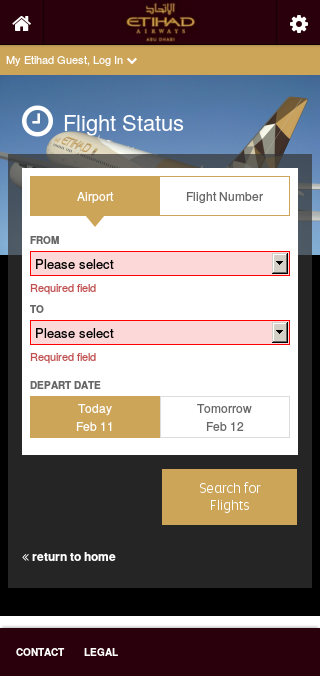 الإتحاد
ETIHAD
AIRWAYS
ABU DHABI
My Etihad Guest, Log In
Flight Status
Airport
Flight Number
FROM
Please select
Required field
TO
Please select
Required field
DEPART DATE
Today
Feb 11
Tomorrow
Feb 12
Search for
Flights
« return to home
CONTACT
LEGAL